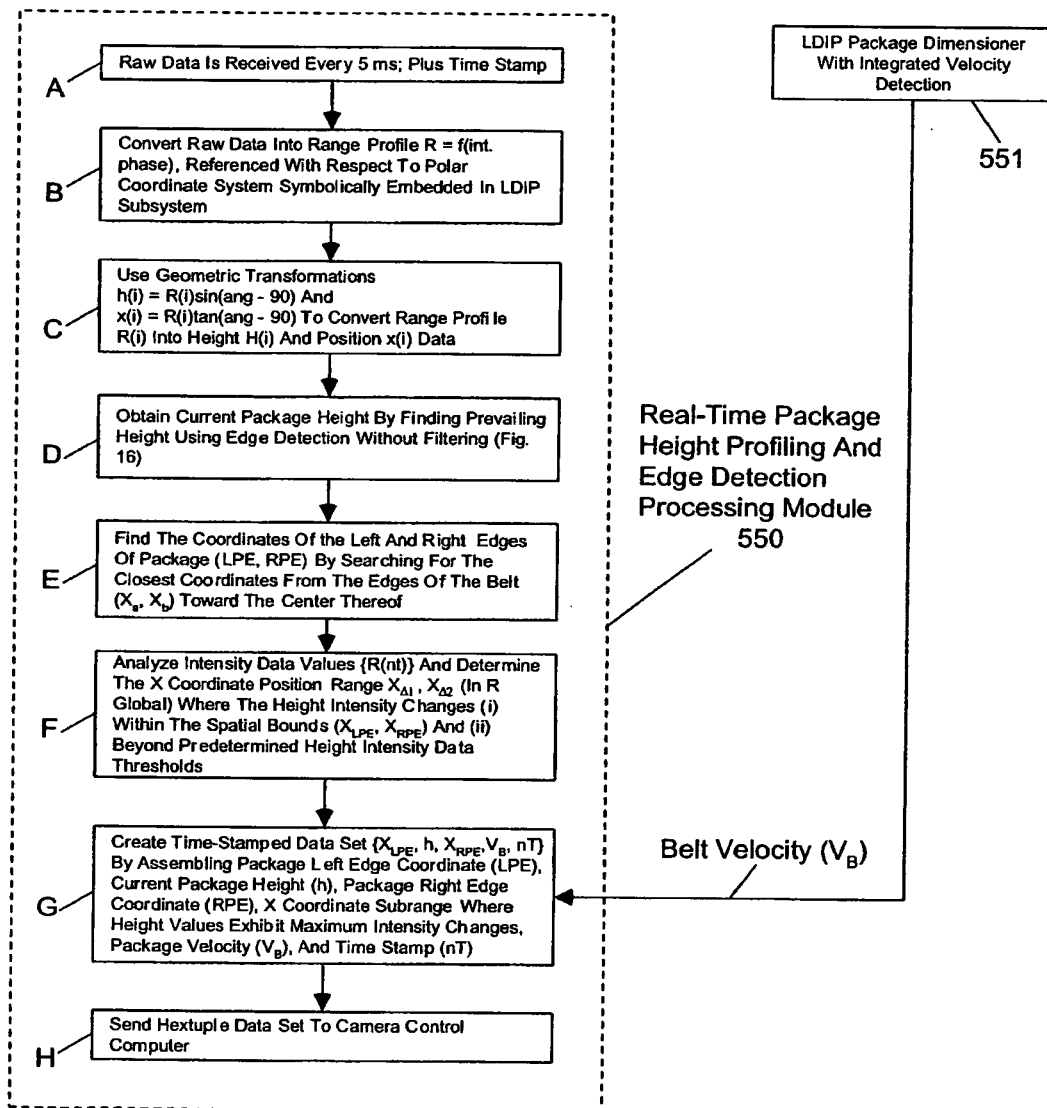 A
Raw Data Is Received Every 5 ms; Plus Time Stamp
B
Convert Raw Data Into Range Profile R = f(int.
phase), Referenced With Respect To Polar
Coordinate System Symbolically Embedded In LDIP
Subsystem
C
Use Geometric Transformations
h(i) = R(i)sin(ang - 90) And
x(i) = R(i)tan(ang - 90) To Convert Range Profile
R(i) Into Height H(i) And Position x(i) Data
D
Obtain Current Package Height By Finding Prevailing
Height Using Edge Detection Without Filtering (Fig.
16)
E
Find The Coordinates Of the Left And Right Edges
Of Package (LPE, RPE) By Searching For The
Closest Coordinates From The Edges Of The Belt
(Xa, Xb) Toward The Center Thereof
F
Analyze Intensity Data Values {R(nt)} And Determine
The X Coordinate Position Range XΔ1 , XΔ2 (In R
Global) Where The Height Intensity Changes (i)
Within The Spatial Bounds (XLPE, XRPE) And (ii)
Beyond Predetermined Height Intensity Data
Thresholds
G
Create Time-Stamped Data Set {XLPE, h, XRPE, VB, nT}
By Assembling Package Left Edge Coordinate (LPE),
Current Package Height (h), Package Right Edge
Coordinate (RPE), X Coordinate Subrange Where
Height Values Exhibit Maximum Intensity Changes,
Package Velocity (VB), And Time Stamp (nT)
H
Send Hextuple Data Set To Camera Control
Computer
LDIP Package Dimensioner
With Integrated Velocity
Detection
551
Real-Time Package
Height Profiling And
Edge Detection
Processing Module
550
Belt Velocity (VB)